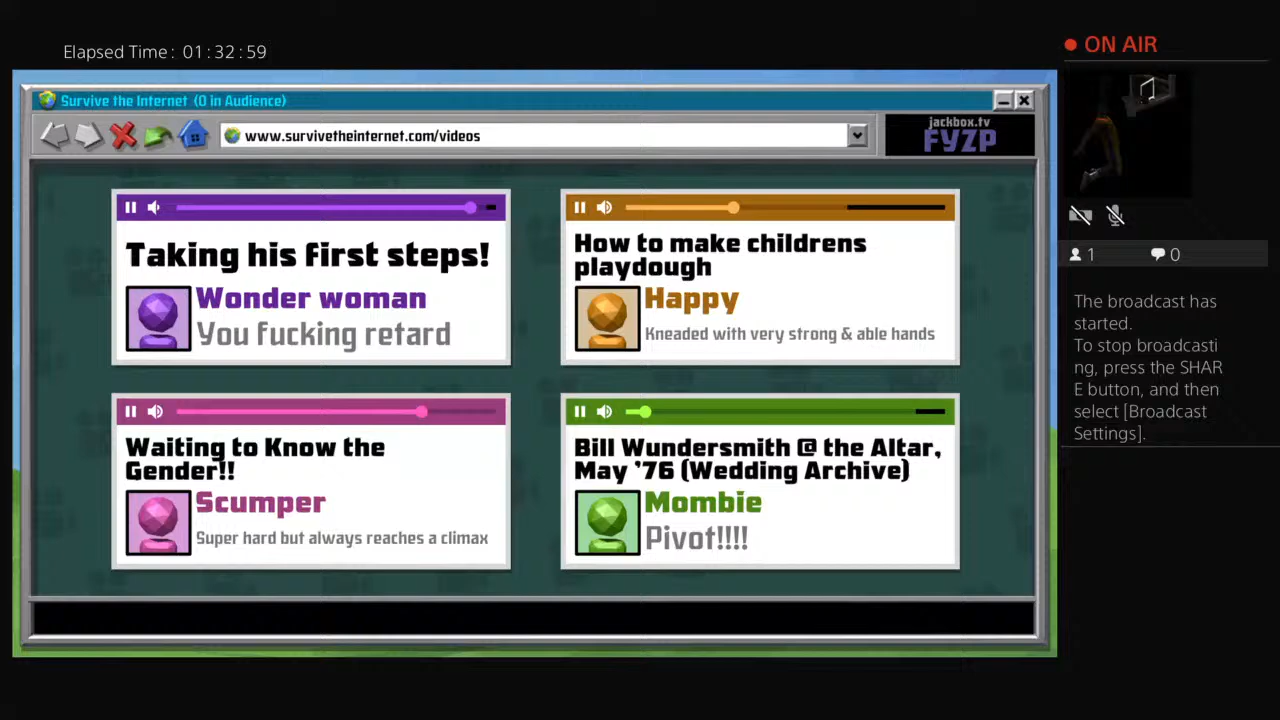 Elapsed Time: 01:32:59
ON AIR
Survive the Internet (0 in Audience)
www.survivetheinternet.com/videos
jackbox.tv
FYZP
1
0
Taking his first steps!
Wonder woman
You fucking retard
How to make childrens
playdough
Happy
Kneaded with very strong & able hands
Waiting to Know the
Gender!!
Scumper
Super hard but always reaches a climax
Bill Wundersmith @ the Altar,
May '76 (Wedding Archive)
Mombie
Pivot!!!!
The broadcast has
started.
To stop broadcasti
ng, press the SHAR
E button, and then
select [Broadcast
Settings].